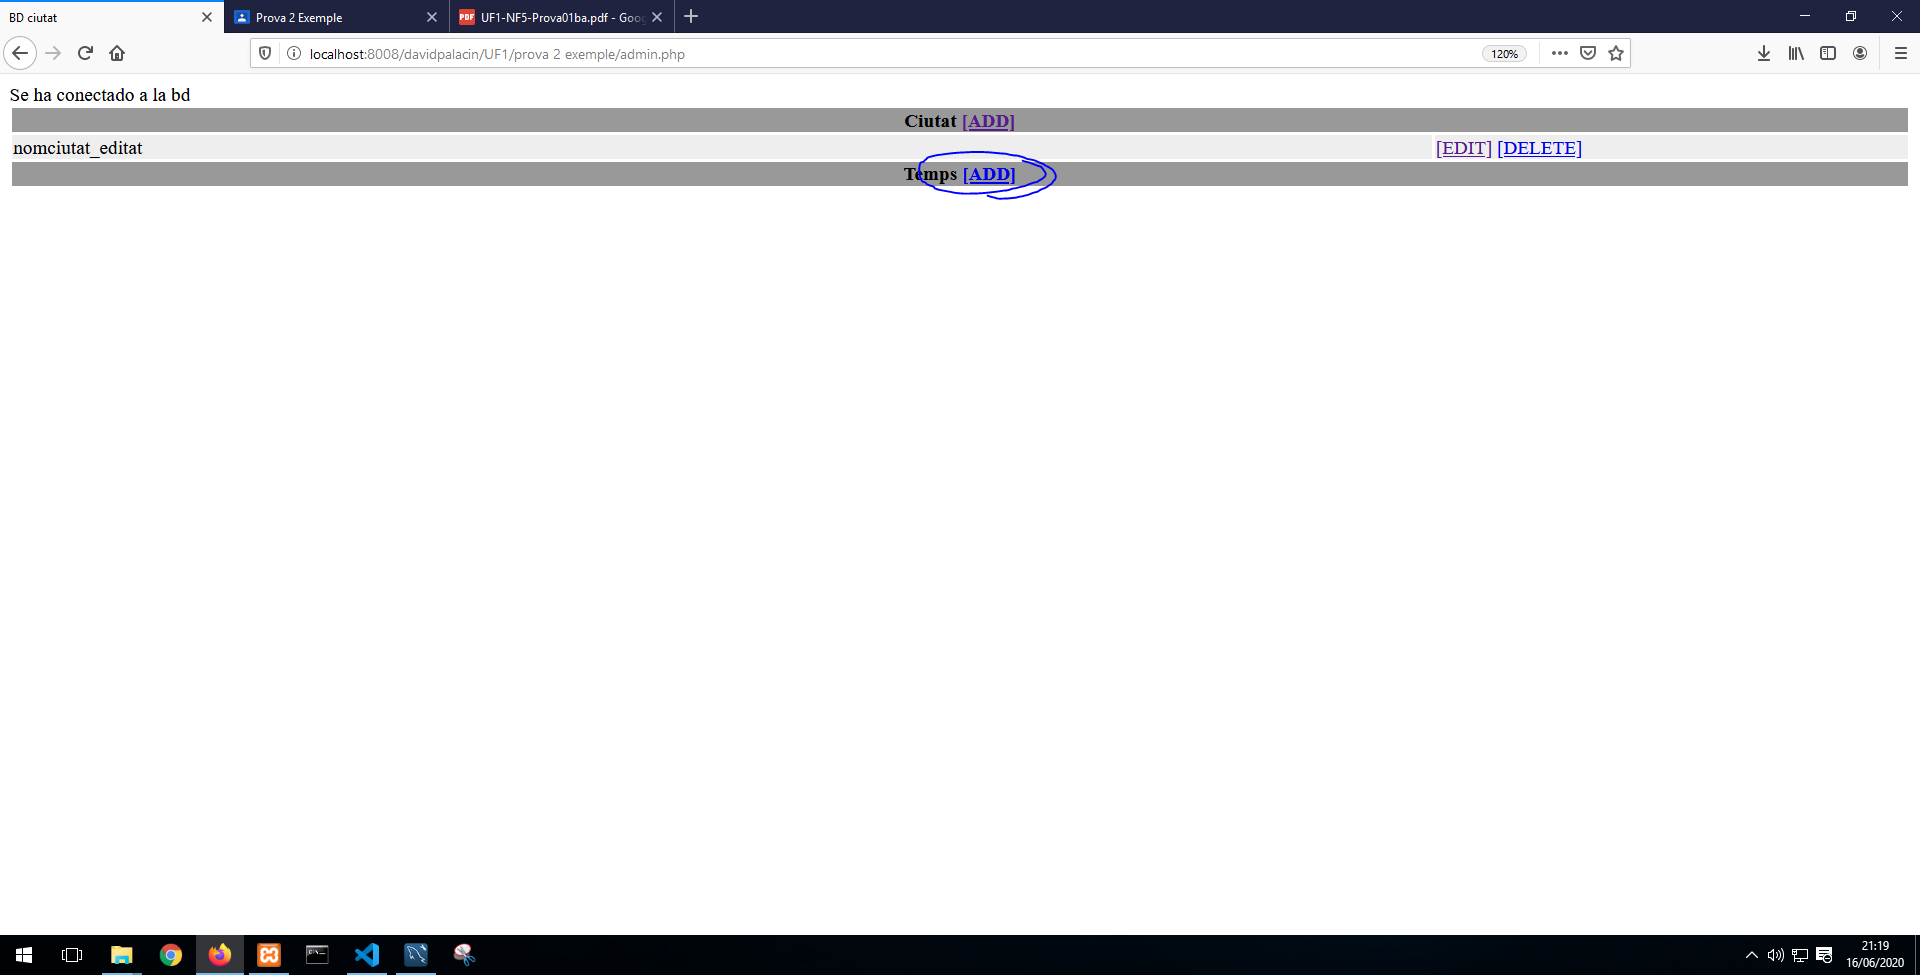 BD ciutat
Prova 2 Exemple
PDF UF1-NF5-Prova01ba.pdf - Goo
localhost:8008/davidpalacin/UF1/prova 2 exemple/admin.php
120%
Se ha conectado a la bd
Ciutat [ADD]
nomciutat_editat [EDIT] [DELETE]
Temps [ADD]
21:19
16/06/2020